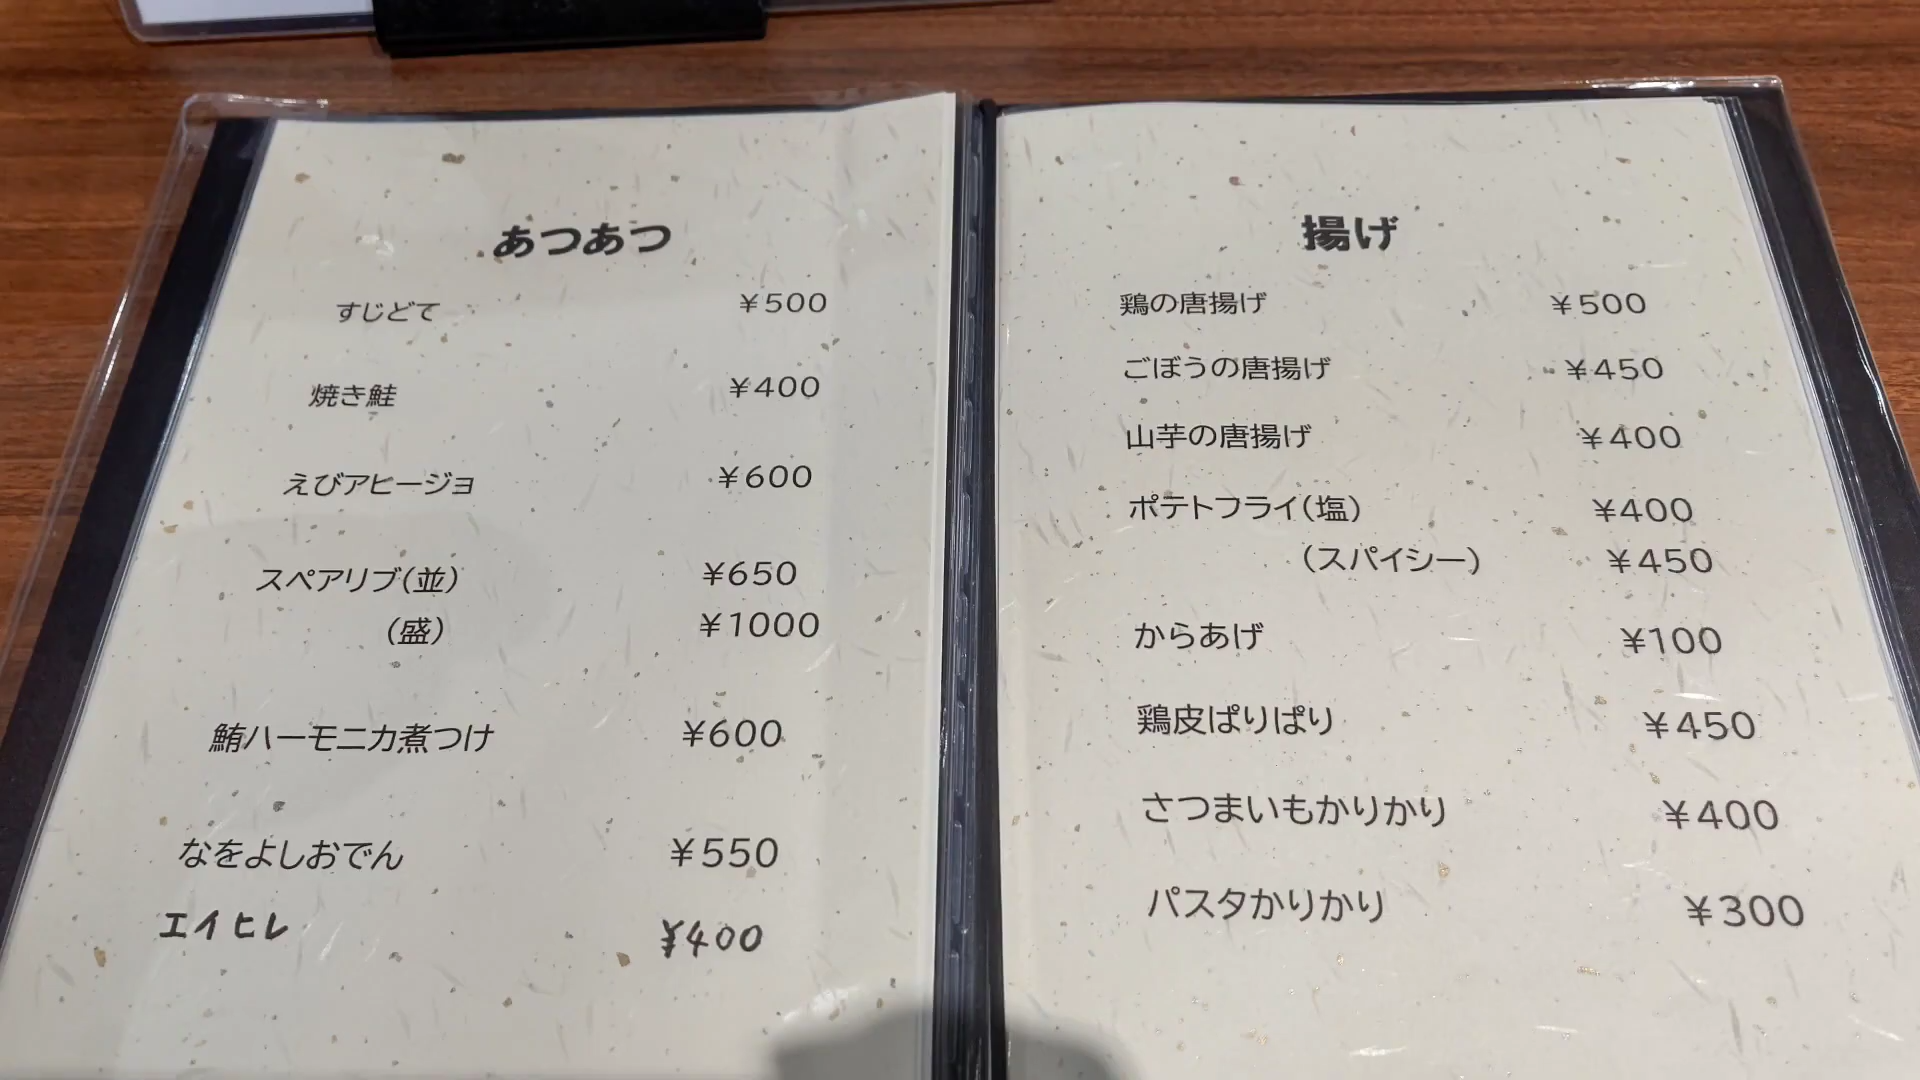 あつあつ
すじどて ¥500
焼き鮭 ¥400
えびアヒージョ ¥600
スペアリブ(並) ¥650
(盛) ¥1000
鮪ハーモニカ煮つけ ¥600
なをよしおでん ¥550
エイヒレ ¥400
揚げ
鶏の唐揚げ ¥500
ごぼうの唐揚げ ¥450
山芋の唐揚げ ¥400
ポテトフライ(塩) ¥400
(スパイシー) ¥450
からあげ ¥100
鶏皮ぱりぱり ¥450
さつまいもかりかり ¥400
パスタかりかり ¥300